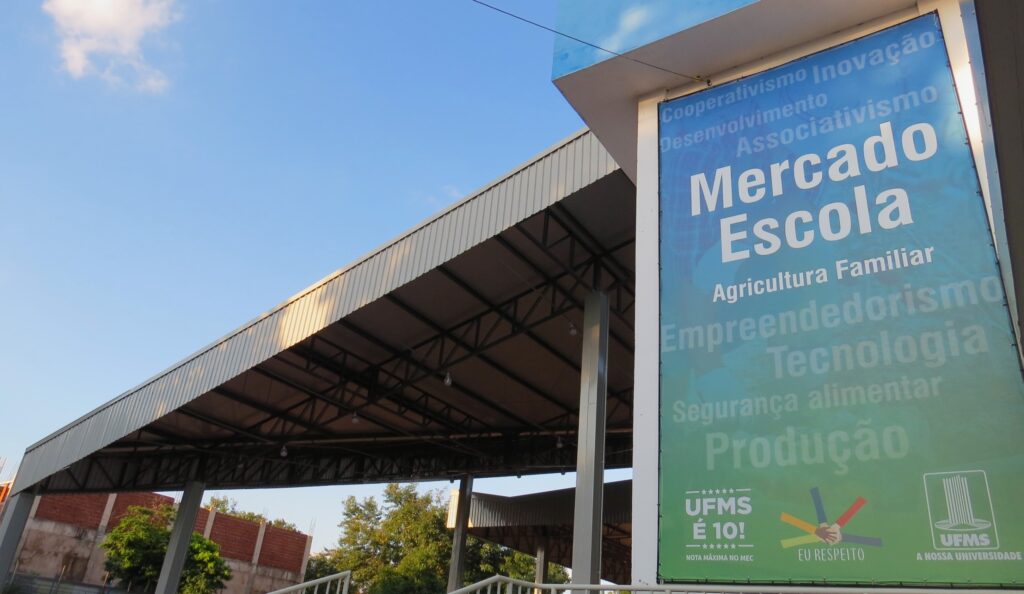 Cooperativismo Inovação
Desenvolvimento
Associativismo
Mercado
Escola
Agricultura Familiar
Empreendedorismo
Tecnologia
Segurança alimentar
Produção
UFMS
É 10!
NOTA MÁXIMA NO MEC
EU RESPEITO
UFMS
A NOSSA UNIVERSIDADE